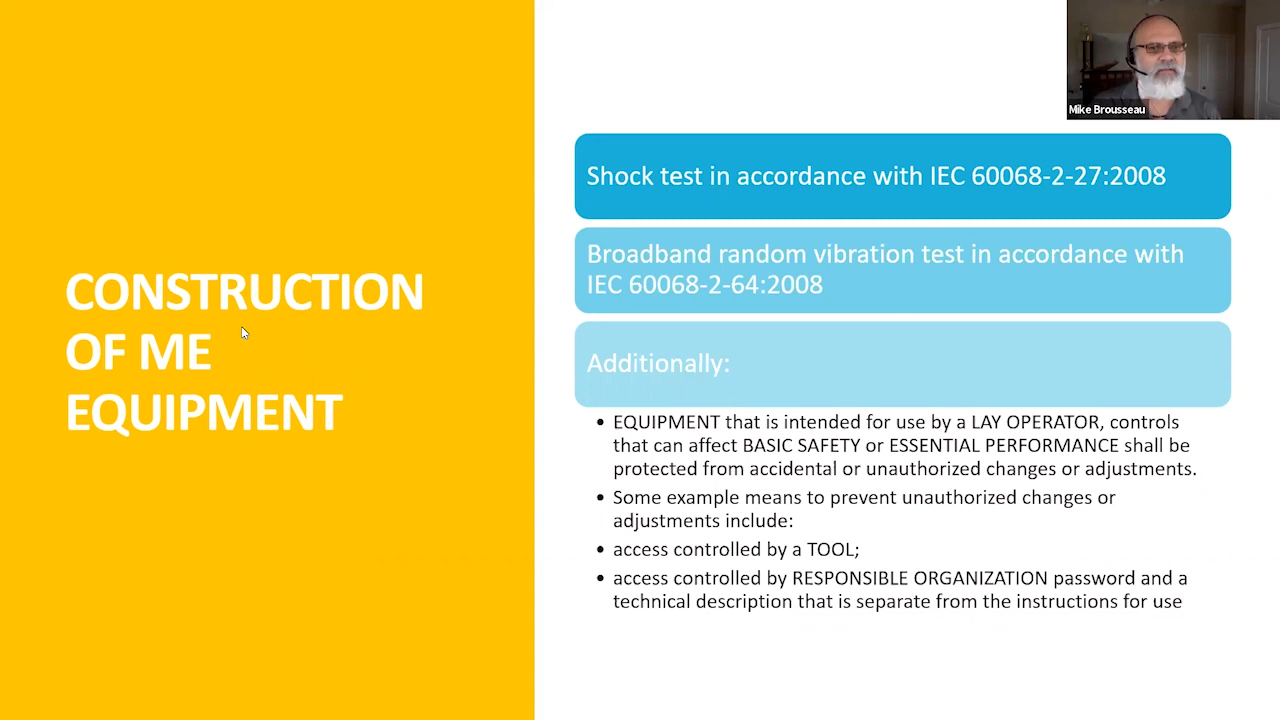 CONSTRUCTION
OF ME
EQUIPMENT
Mike Brousseau
Shock test in accordance with IEC 60068-2-27:2008
Broadband random vibration test in accordance with
IEC 60068-2-64:2008
Additionally:
• EQUIPMENT that is intended for use by a LAY OPERATOR, controls
that can affect BASIC SAFETY or ESSENTIAL PERFORMANCE shall be
protected from accidental or unauthorized changes or adjustments.
• Some example means to prevent unauthorized changes or
adjustments include:
• access controlled by a TOOL;
• access controlled by RESPONSIBLE ORGANIZATION password and a
technical description that is separate from the instructions for use